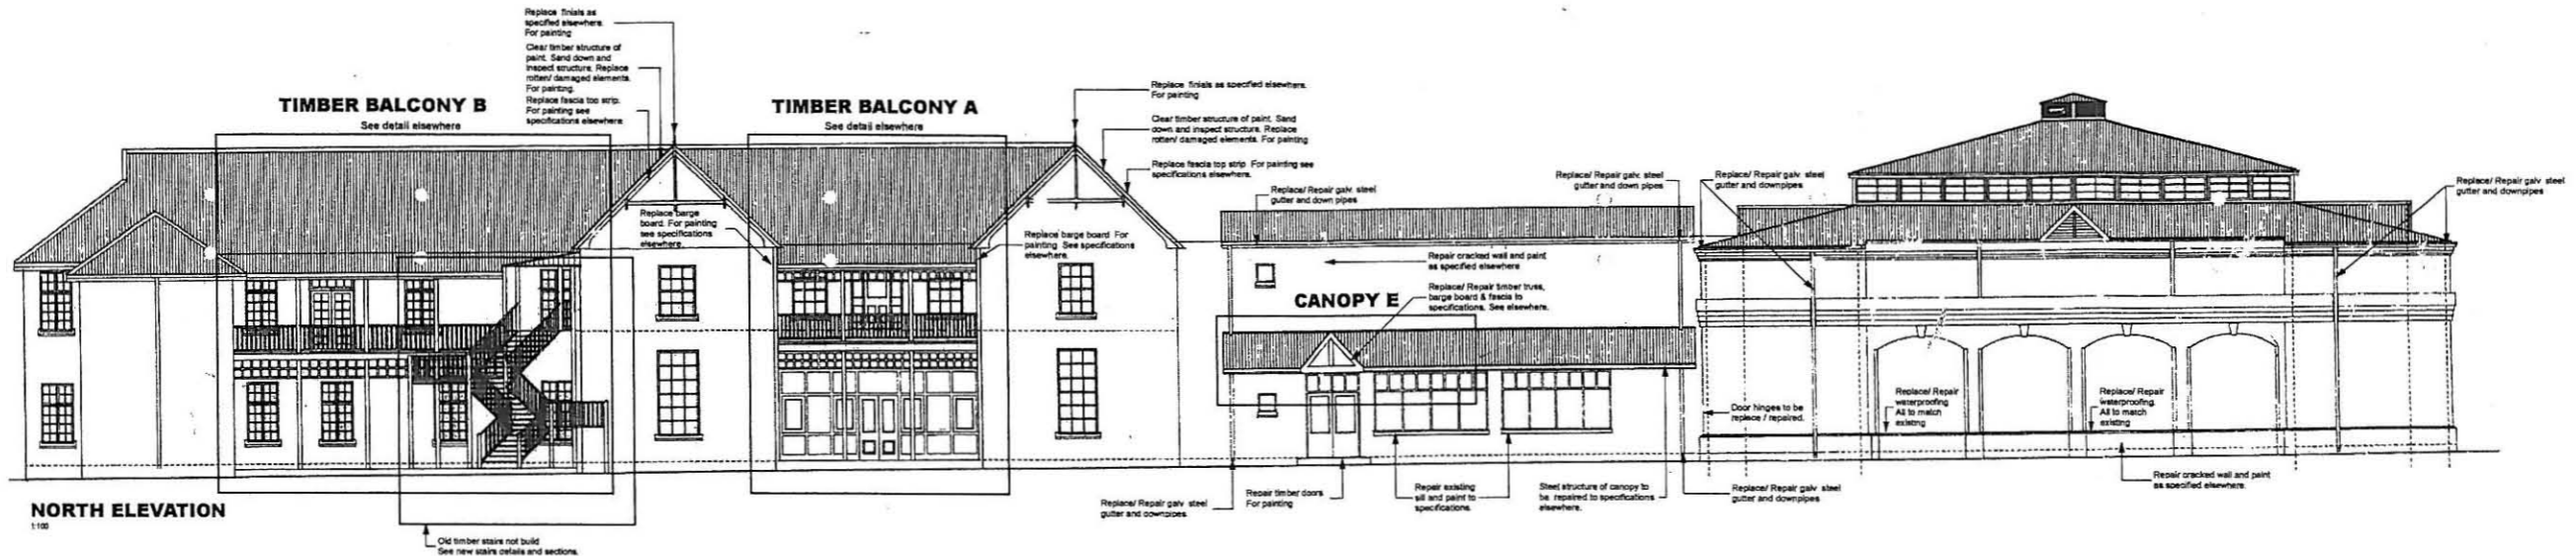 Replace finials as
specified elsewhere.
For painting
Clear timber structure of
paint. Sand down and
inspect structure. Replace
rotten/ damaged elements.
For painting.
Replace fascia top strip.
For painting see
specifications elsewhere
TIMBER BALCONY B
See detail elsewhere
TIMBER BALCONY A
See detail elsewhere
Replace finials as specified elsewhere.
For painting
Clear timber structure of paint. Sand
down and inspect structure. Replace
rotten/ damaged elements. For painting
Replace fascia top strip For painting see
specifications elsewhere.
Replace/ Repair galv. steel
gutter and down pipes
Replace/ Repair galv. steel
gutter and down pipes
Replace/ Repair galv. steel
gutter and downpipes
Replace/ Repair galv. steel
gutter and downpipes
Replace barge
board. For painting
see specifications
elsewhere.
Replace barge board For
painting See specifications
elsewhere.
Repair cracked wall and paint
as specified elsewhere
CANOPY E
Replace/ Repair timber truss,
barge board & fascia to
specifications. See elsewhere.
Door hinges to be
replace / repaired.
Replace/ Repair
waterproofing
All to match
existing
Replace/ Repair
waterproofing.
All to match
existing
NORTH ELEVATION
1:100
Old timber stairs not build
See new stairs details and sections.
Replace/ Repair galv steel
gutter and downpipes
Repair timber doors
For painting
Repair existing
sill and paint to
specifications.
Steel structure of canopy to
be repaired to specifications
elsewhere.
Replace/ Repair galv steel
gutter and downpipes
Repair cracked wall and paint
as specified elsewhere.